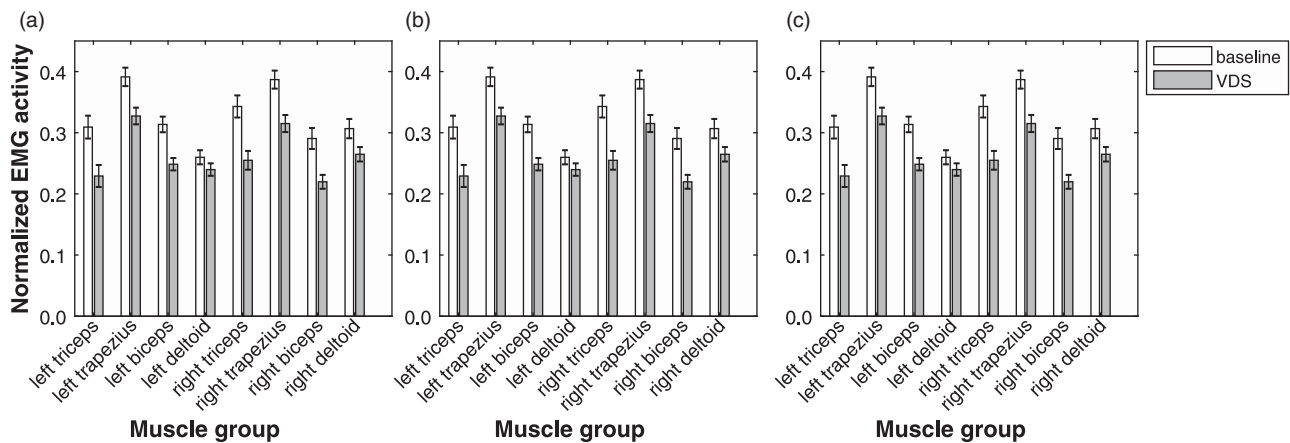 (a)
(b)
(c)
Normalized EMG activity
0.4
0.3
0.2
0.1
0.0
left triceps
left trapezius
left biceps
left deltoid
right triceps
right trapezius
right biceps
right deltoid
Muscle group
0.4
0.3
0.2
0.1
0.0
left triceps
left trapezius
left biceps
left deltoid
right triceps
right trapezius
right biceps
right deltoid
Muscle group
0.4
0.3
0.2
0.1
0.0
left triceps
left trapezius
left biceps
left deltoid
right triceps
right trapezius
right biceps
right deltoid
Muscle group
baseline
VDS